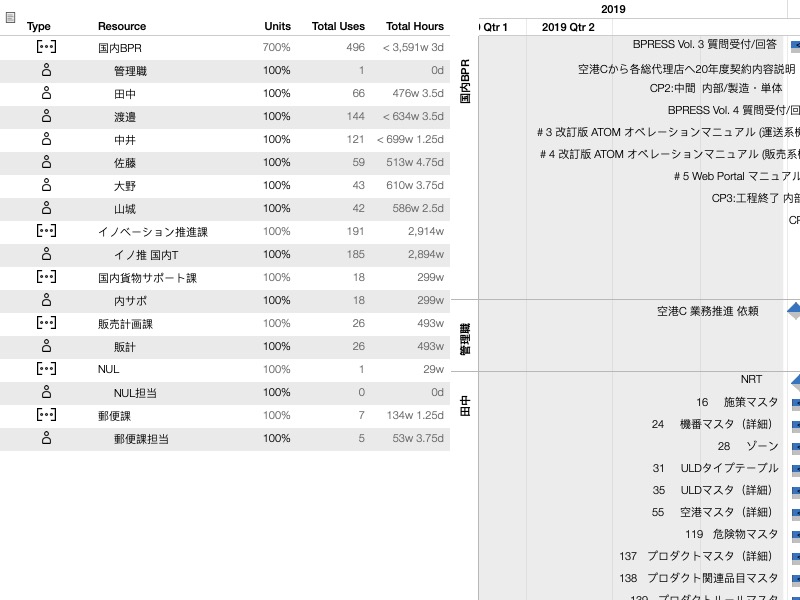 Type Resource Units Total Uses Total Hours
国内BPR 700% 496 < 3,591w 3d
管理職 100% 1 0d
田中 100% 66 476w 3.5d
渡邉 100% 144 < 634w 3.5d
中井 100% 121 < 699w 1.25d
佐藤 100% 59 513w 4.75d
大野 100% 43 610w 3.75d
山城 100% 42 586w 2.5d
イノベーション推進課 100% 191 2,914w
イノ推 国内T 100% 185 2,894w
国内貨物サポート課 100% 18 299w
内サポ 100% 18 299w
販売計画課 100% 26 493w
販計 100% 26 493w
NUL 100% 1 29w
NUL担当 100% 0 0d
郵便課 100% 7 134w 1.25d
郵便課担当 100% 5 53w 3.75d
2019
Qtr 1 2019 Qtr 2
国内BPR
BPRESS Vol. 3 質問受付/回答
空港Cから各総代理店へ20年度契約内容説明
CP2:中間 内部/製造・単体
BPRESS Vol. 4 質問受付/回
#３改訂版 ATOM オペレーションマニュアル (運送系機
#４改訂版 ATOM オペレーションマニュアル (販売系機
#５Web Portal マニュアル
CP3:工程終了 内部
CP
管理職
空港C 業務推進 依頼
田中
NRT
16 施策マスタ
24 機番マスタ（詳細）
28 ゾーン
31 ULDタイプテーブル
35 ULDマスタ（詳細）
55 空港マスタ（詳細）
119 危険物マスタ
137 プロダクトマスタ（詳細）
138 プロダクト関連品目マスタ
139 プロダクトルールマスタ